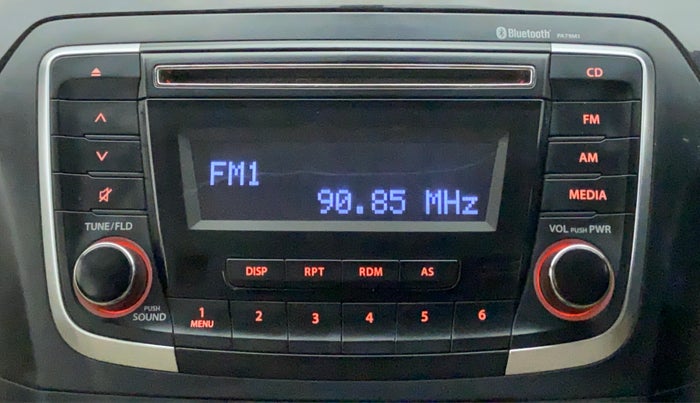 Bluetooth PA75M1
CD
FM
AM
MEDIA
FM1
90.85 MHz
TUNE/FLD
VOL PUSH PWR
DISP RPT RDM AS
PUSH
SOUND
1 2 3 4 5 6
MENU